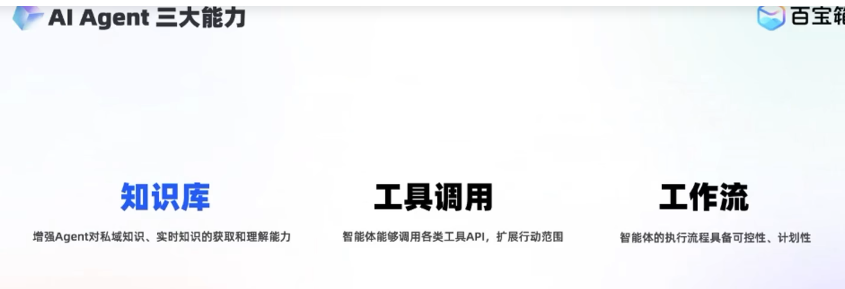 AI Agent 三大能力
百宝箱
知识库
工具调用
工作流
增强Agent对私域知识、实时知识的获取和理解能力
智能体能够调用各类工具API，扩展行动范围
智能体的执行流程具备可控性、计划性